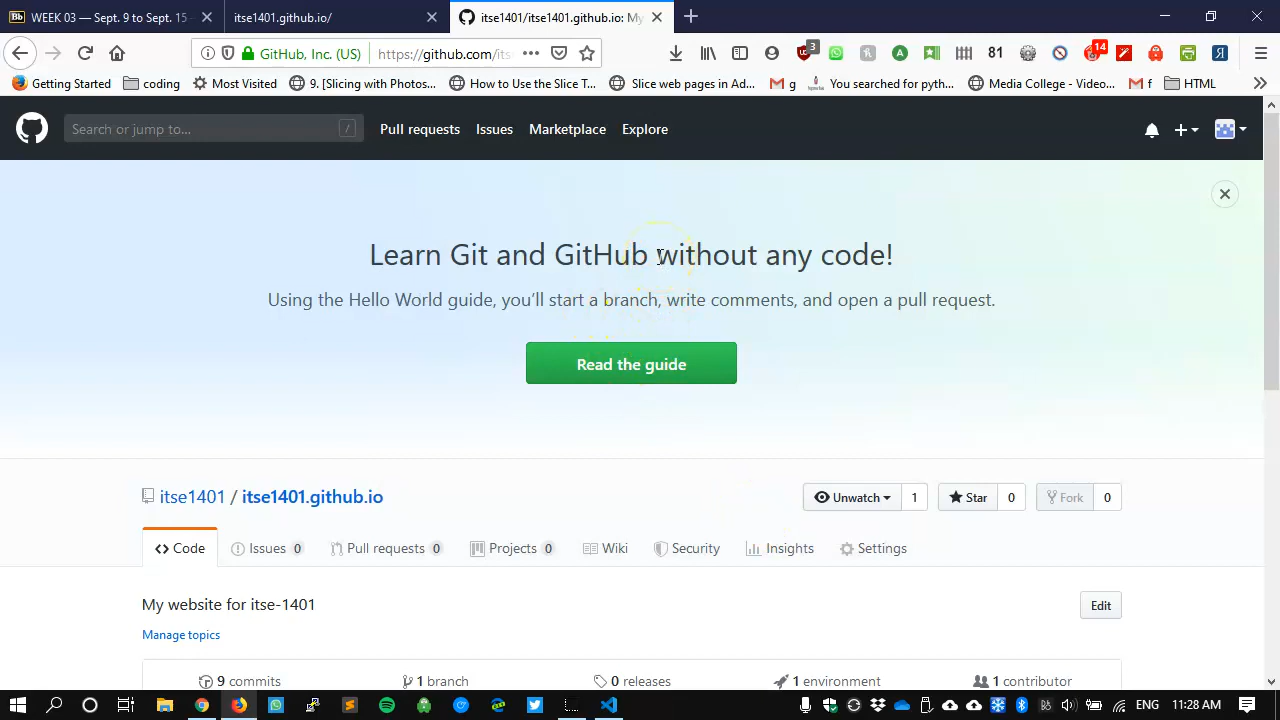 Bb WEEK 03 — Sept. 9 to Sept. 15
itse1401.github.io/
itse1401/itse1401.github.io: My
GitHub, Inc. (US)
https://github.com/its
3
81
14
Getting Started
coding
Most Visited
9. [Slicing with Photos...
How to Use the Slice T...
Slice web pages in Ad...
g
You searched for pyth...
Media College - Video...
f
HTML
Search or jump to...
/
Pull requests
Issues
Marketplace
Explore
Learn Git and GitHub without any code!
Using the Hello World guide, you’ll start a branch, write comments, and open a pull request.
Read the guide
itse1401 / itse1401.github.io
Unwatch 1
Star 0
Fork 0
Code
Issues 0
Pull requests 0
Projects 0
Wiki
Security
Insights
Settings
My website for itse-1401
Edit
Manage topics
9 commits
1 branch
0 releases
1 environment
1 contributor
ENG
11:28 AM